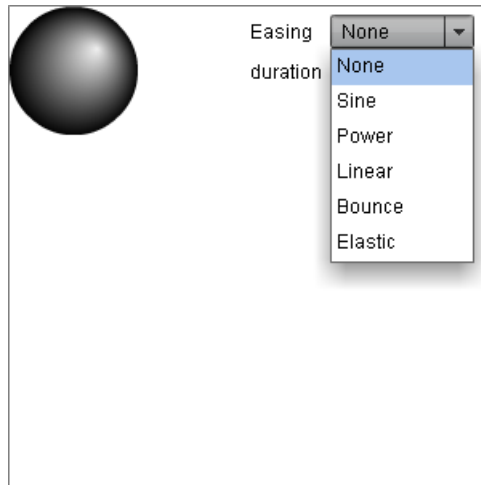 Easing None
duration None
Sine
Power
Linear
Bounce
Elastic